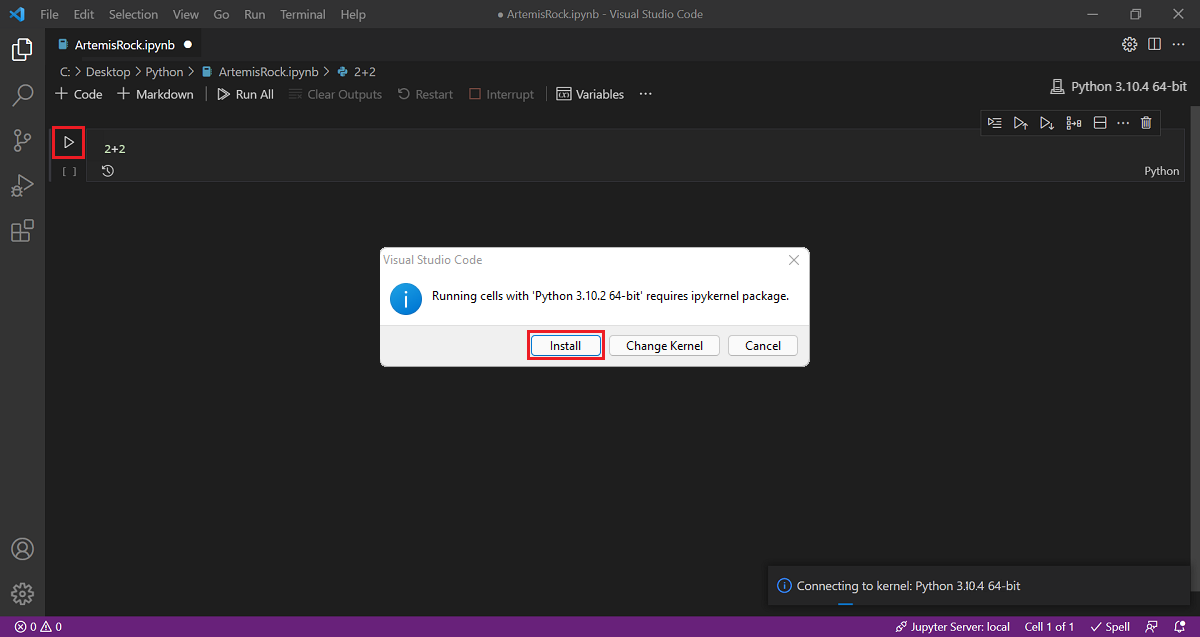 File Edit Selection View Go Run Terminal Help ● ArtemisRock.ipynb - Visual Studio Code
ArtemisRock.ipynb ●
C: > Desktop > Python > ArtemisRock.ipynb > 2+2
+ Code + Markdown Run All Clear Outputs Restart Interrupt Variables ··· Python 3.10.4 64-bit
2+2
[ ] Python
Visual Studio Code
Running cells with 'Python 3.10.2 64-bit' requires ipykernel package.
Install Change Kernel Cancel
Connecting to kernel: Python 3.10.4 64-bit
0 0 Jupyter Server: local Cell 1 of 1 Spell